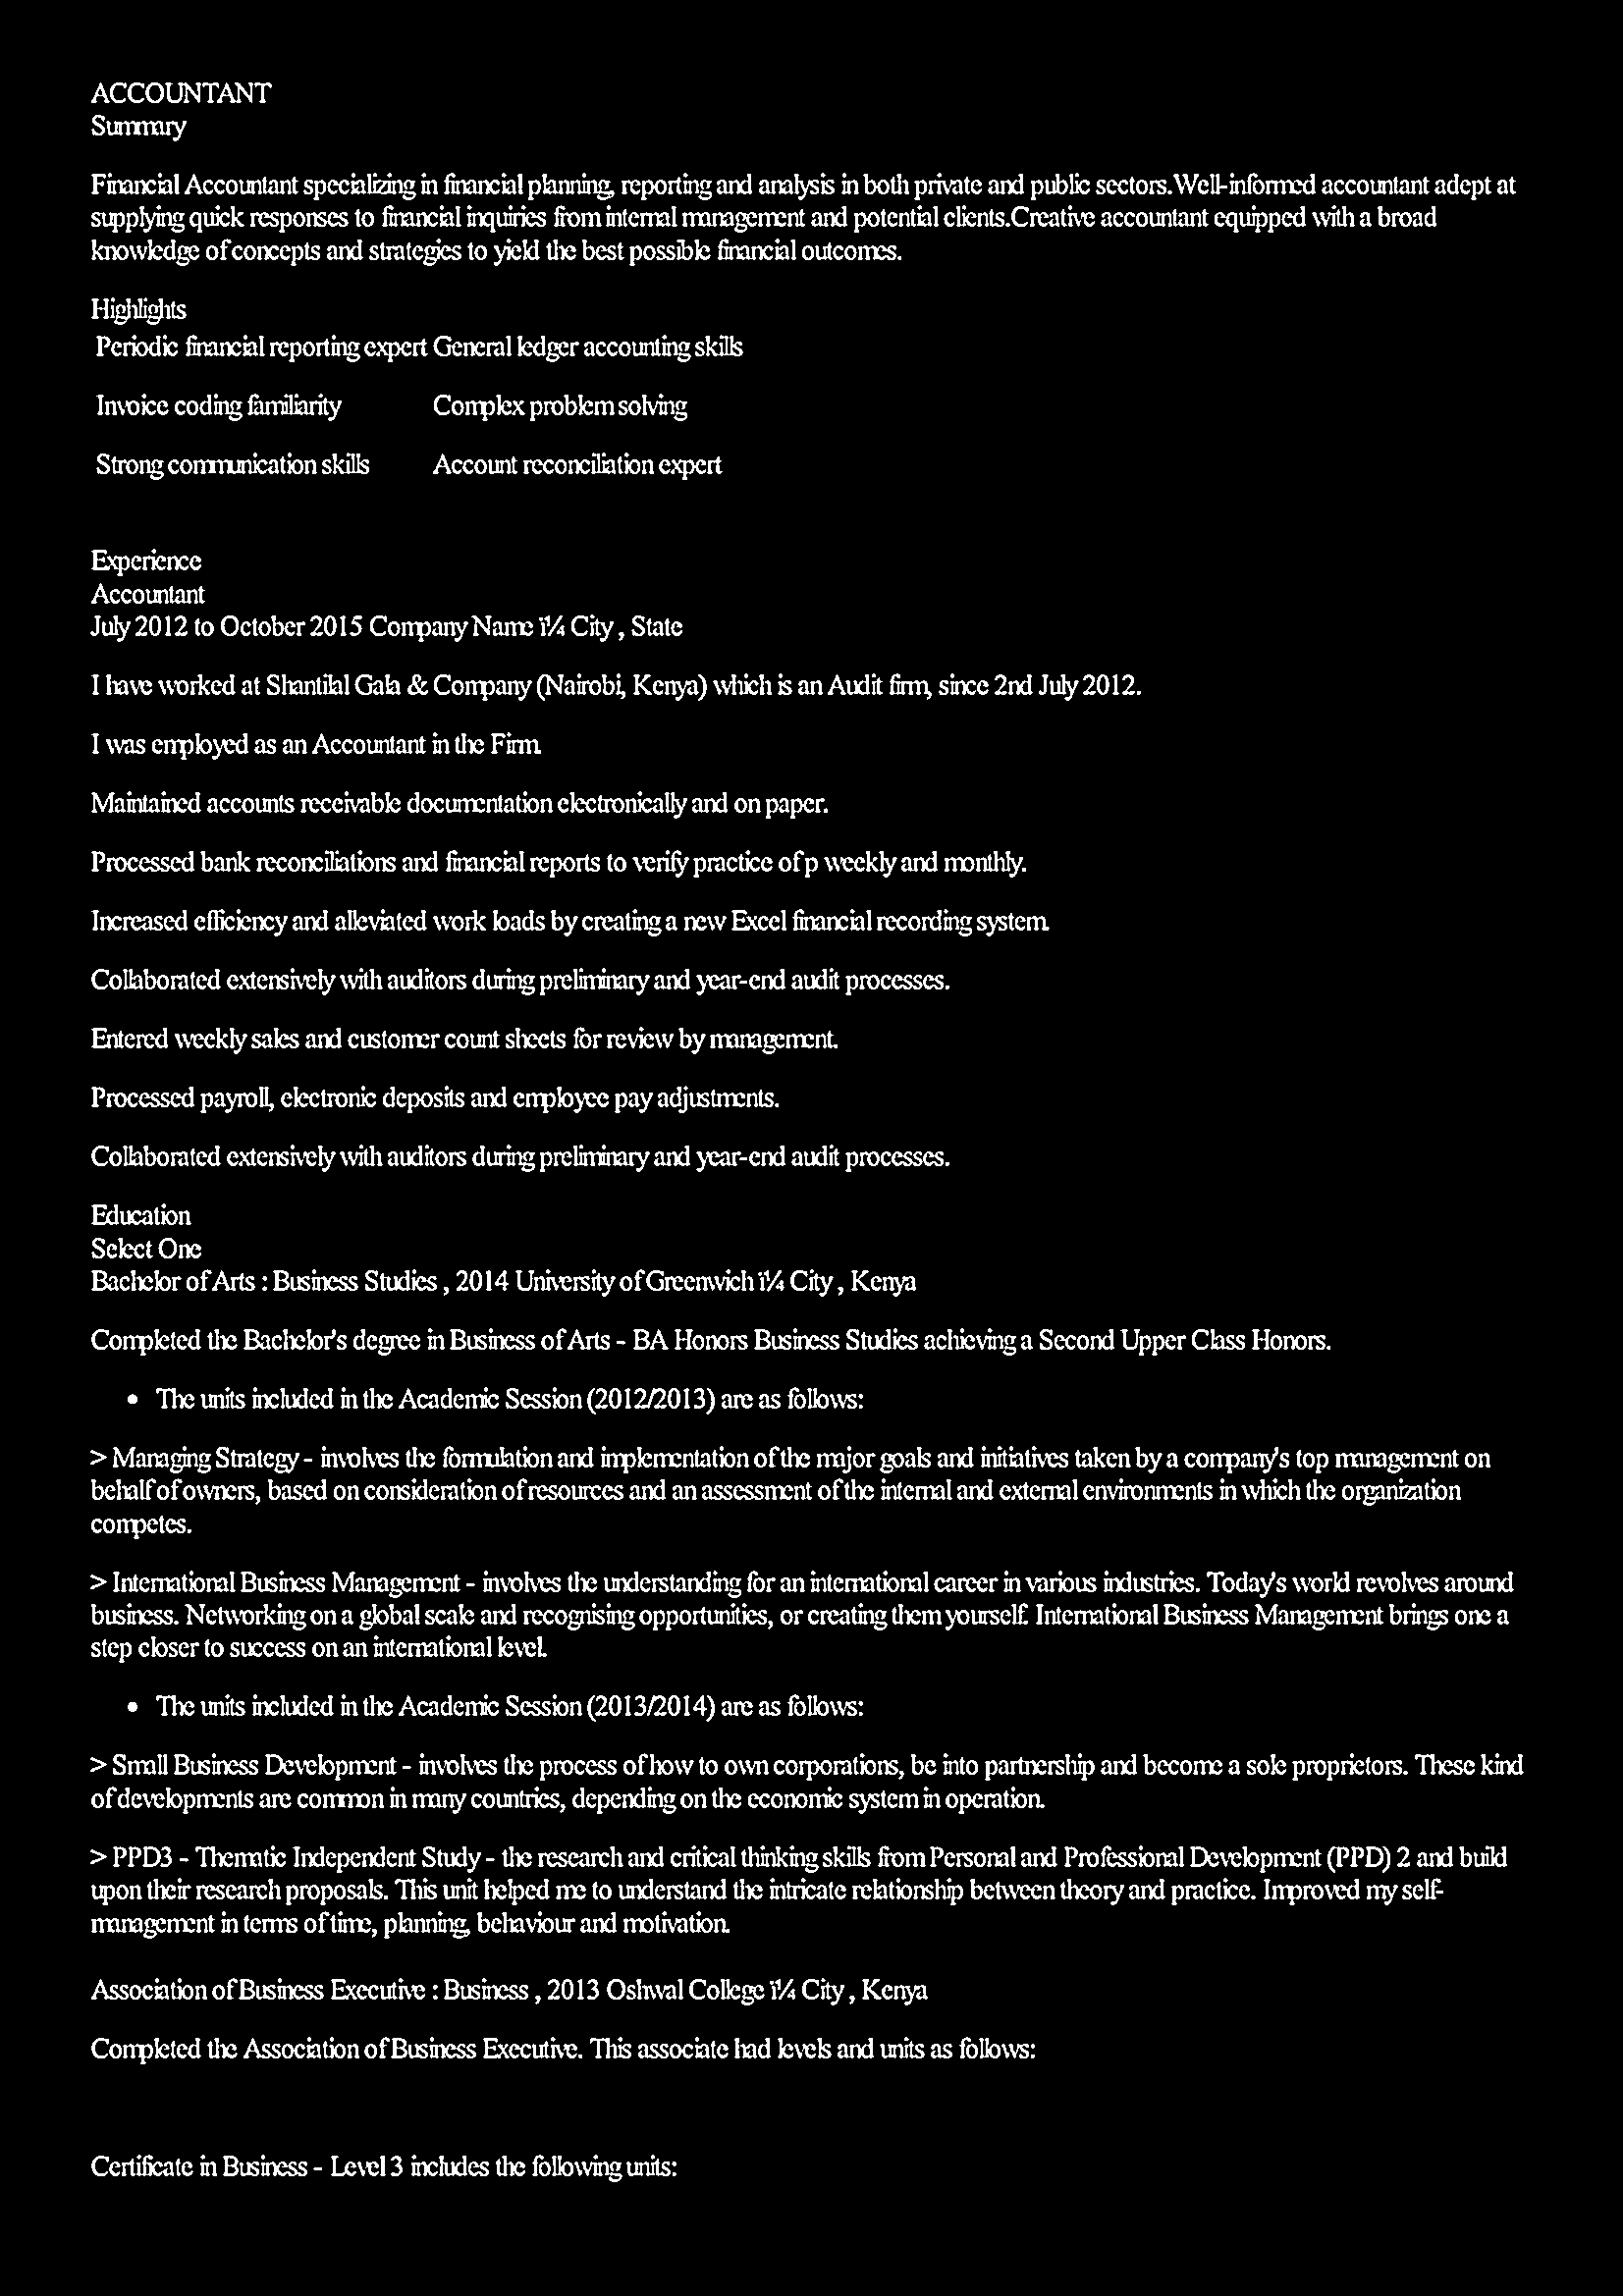 ACCOUNTANT
Summary
Financial Accountant specializing in financial planning, reporting and analysis in both private and public sectors.Well-informed accountant adept at
supplying quick responses to financial inquiries from internal management and potential clients.Creative accountant equipped with a broad
knowledge of concepts and strategies to yield the best possible financial outcomes.
Highlights
Periodic financial reporting expert General ledger accounting skills
Invoice coding familiarity Complex problem solving
Strong communication skills Account reconciliation expert
Experience
Accountant
July 2012 to October 2015 Company Name ï¼ City , State
I have worked at Shantilal Gala & Company (Nairobi, Kenya) which is an Audit firm, since 2nd July 2012.
I was employed as an Accountant in the Firm.
Maintained accounts receivable documentation electronically and on paper.
Processed bank reconciliations and financial reports to verify practice of p weekly and monthly.
Increased efficiency and alleviated work loads by creating a new Excel financial recording system.
Collaborated extensively with auditors during preliminary and year-end audit processes.
Entered weekly sales and customer count sheets for review by management.
Processed payroll, electronic deposits and employee pay adjustments.
Collaborated extensively with auditors during preliminary and year-end audit processes.
Education
Select One
Bachelor of Arts : Business Studies , 2014 University of Greenwich ï¼ City , Kenya
Completed the Bachelor's degree in Business of Arts - BA Honors Business Studies achieving a Second Upper Class Honors.
• The units included in the Academic Session (2012/2013) are as follows:
> Managing Strategy - involves the formulation and implementation of the major goals and initiatives taken by a company's top management on
behalf of owners, based on consideration of resources and an assessment of the internal and external environments in which the organization
competes.
> International Business Management - involves the understanding for an international career in various industries. Today's world revolves around
business. Networking on a global scale and recognising opportunities, or creating them yourself. International Business Management brings one a
step closer to success on an international level.
• The units included in the Academic Session (2013/2014) are as follows:
> Small Business Development - involves the process of how to own corporations, be into partnership and become a sole proprietors. These kind
of developments are common in many countries, depending on the economic system in operation.
> PPD3 - Thematic Independent Study - the research and critical thinking skills from Personal and Professional Development (PPD) 2 and build
upon their research proposals. This unit helped me to understand the intricate relationship between theory and practice. Improved my self-
management in terms of time, planning, behaviour and motivation.
Association of Business Executive : Business , 2013 Oshwal College ï¼ City , Kenya
Completed the Association of Business Executive. This associate had levels and units as follows:
Certificate in Business - Level 3 includes the following units: